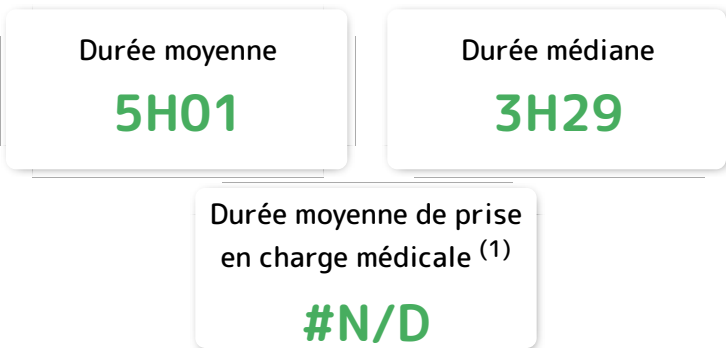 Durée moyenne
5H01
Durée médiane
3H29
Durée moyenne de prise
en charge médicale (1)
#N/D